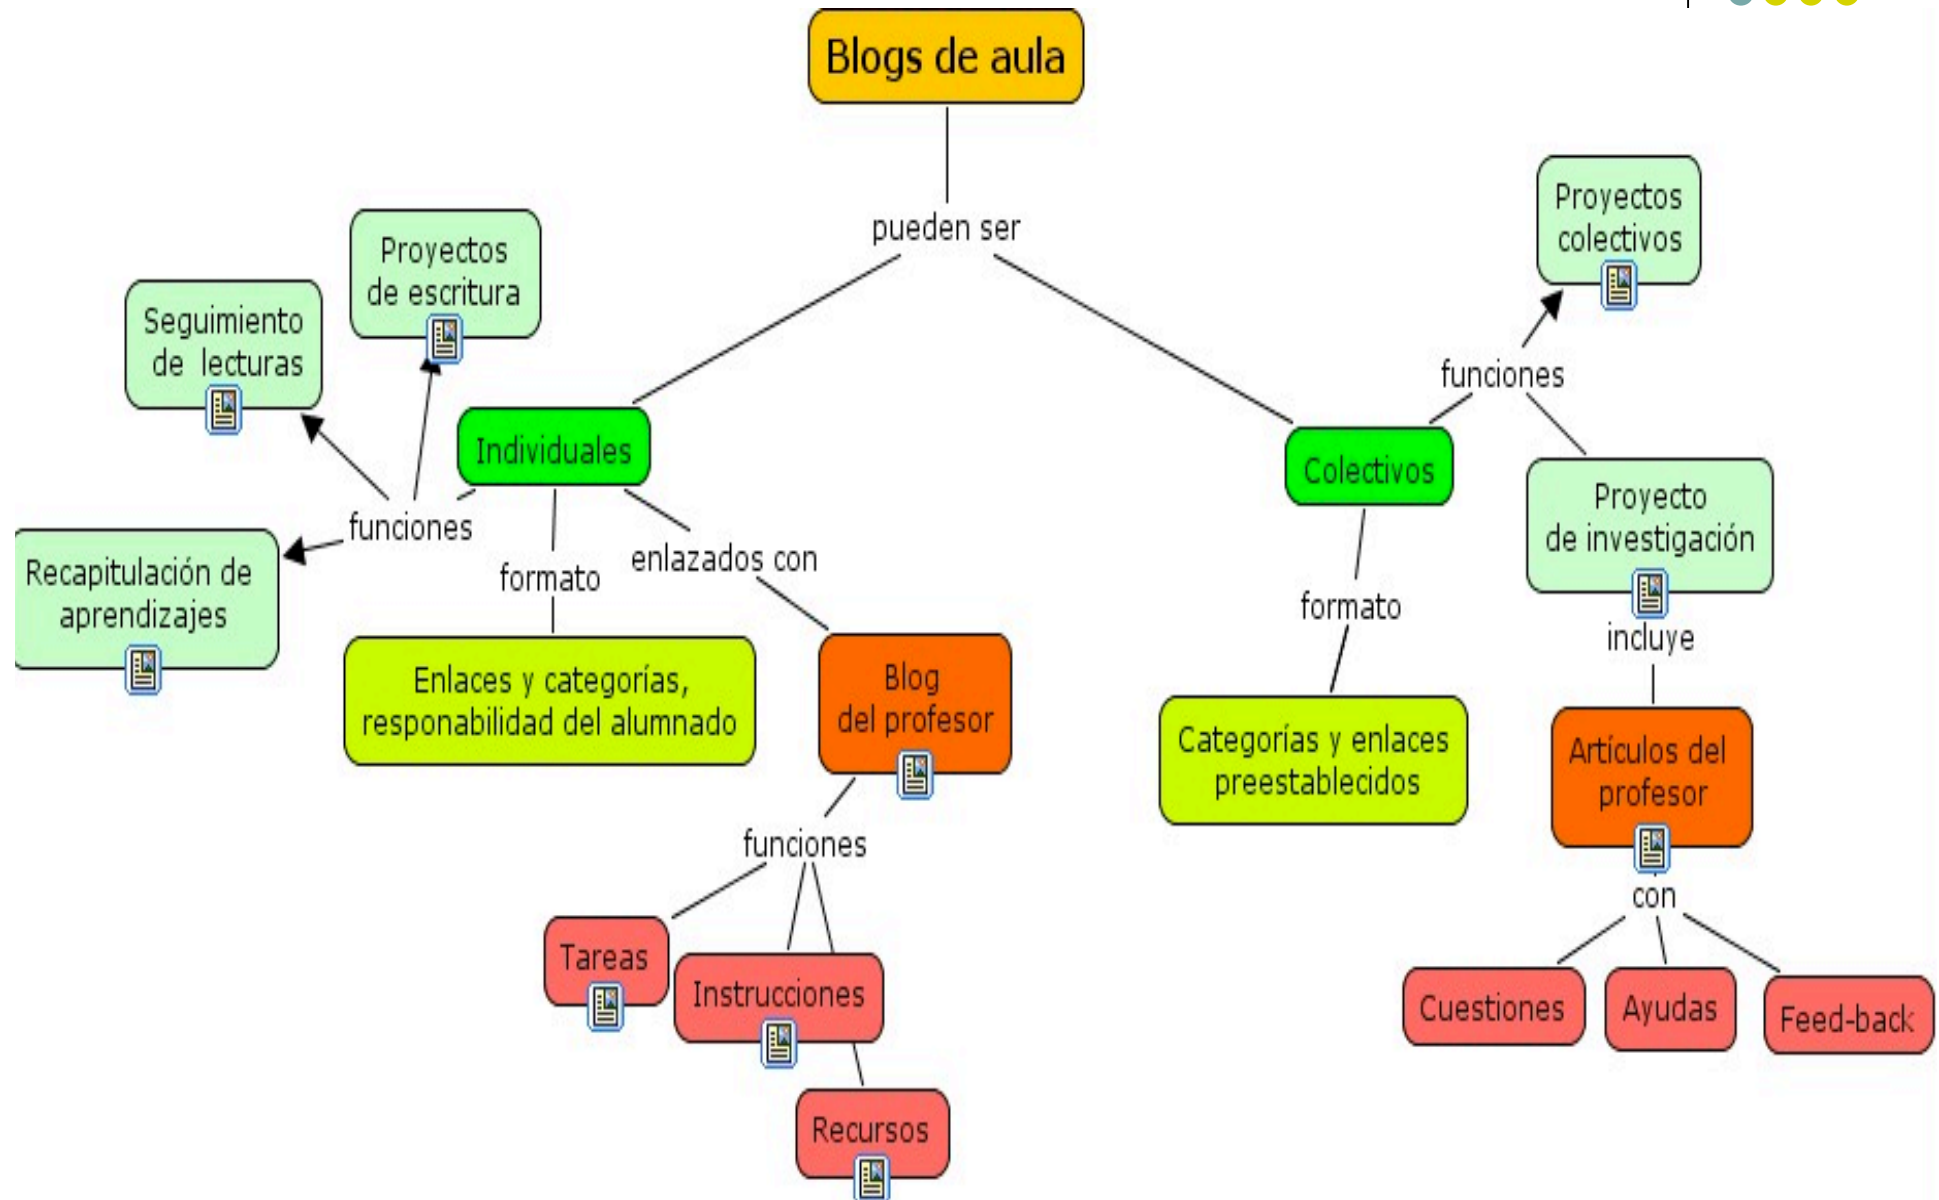 Blogs de aula
pueden ser
Proyectos
colectivos
Proyectos
de escritura
Seguimiento
de lecturas
funciones
Individuales
Colectivos
Proyecto
de investigación
funciones
enlazados con
Recapitulación de
aprendizajes
formato
formato
incluye
Enlaces y categorías,
responabilidad del alumnado
Blog
del profesor
Categorías y enlaces
preestablecidos
Artículos del
profesor
funciones
con
Tareas
Instrucciones
Cuestiones
Ayudas
Feed-back
Recursos